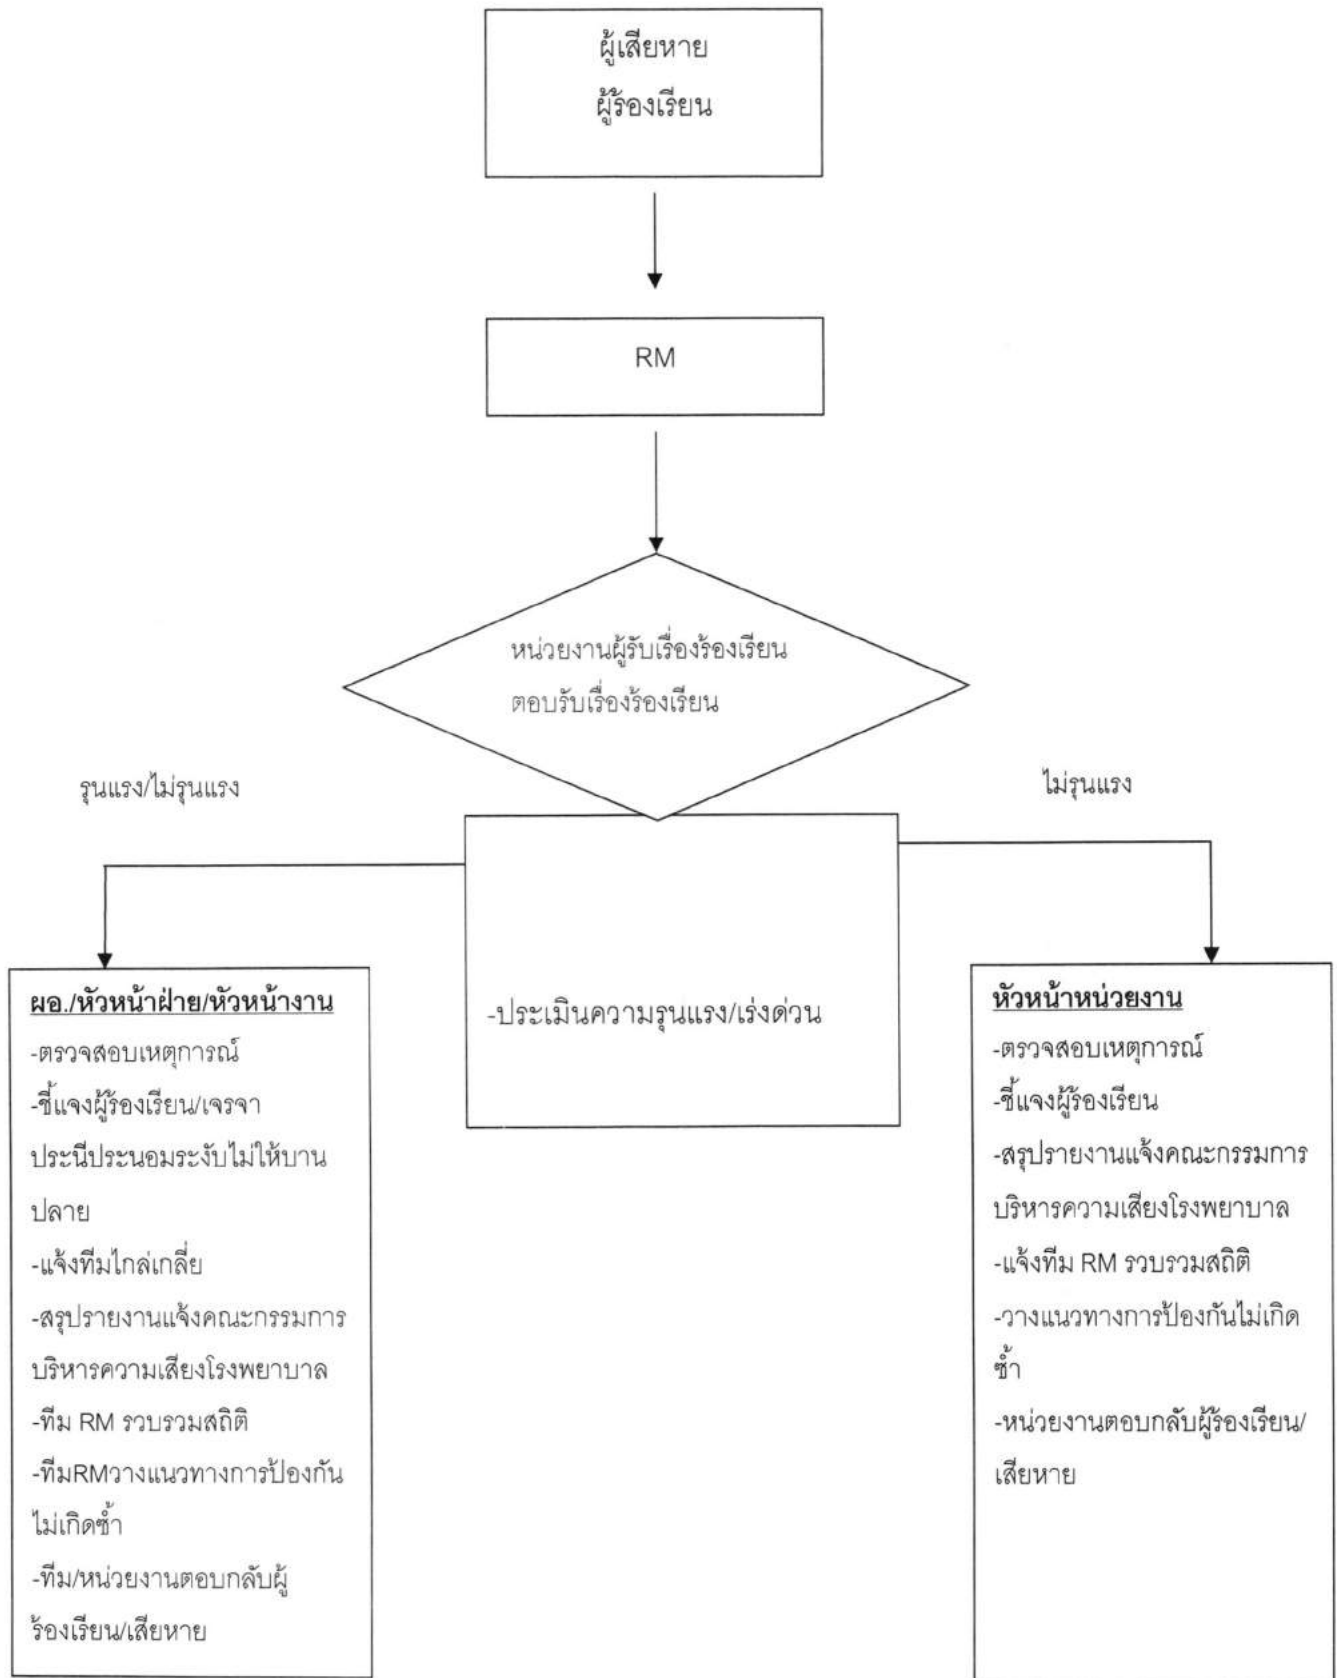 ผู้เสียหาย
ผู้ร้องเรียน
RM
หน่วยงานผู้รับเรื่องร้องเรียน
ตอบรับเรื่องร้องเรียน
รุนแรง/ไม่รุนแรง
ไม่รุนแรง
-ประเมินความรุนแรง/เร่งด่วน
ผอ./หัวหน้าฝ่าย/หัวหน้างาน
-ตรวจสอบเหตุการณ์
-ชี้แจงผู้ร้องเรียน/เจรจา
ประนีประนอมระงับไม่ให้บาน
ปลาย
-แจ้งทีมไกล่เกลี่ย
-สรุปรายงานแจ้งคณะกรรมการ
บริหารความเสี่ยงโรงพยาบาล
-ทีม RM รวบรวมสถิติ
-ทีมRMวางแนวทางการป้องกัน
ไม่เกิดซ้ำ
-ทีม/หน่วยงานตอบกลับผู้
ร้องเรียน/เสียหาย
หัวหน้าหน่วยงาน
-ตรวจสอบเหตุการณ์
-ชี้แจงผู้ร้องเรียน
-สรุปรายงานแจ้งคณะกรรมการ
บริหารความเสี่ยงโรงพยาบาล
-แจ้งทีม RM รวบรวมสถิติ
-วางแนวทางการป้องกันไม่เกิด
ซ้ำ
-หน่วยงานตอบกลับผู้ร้องเรียน/
เสียหาย